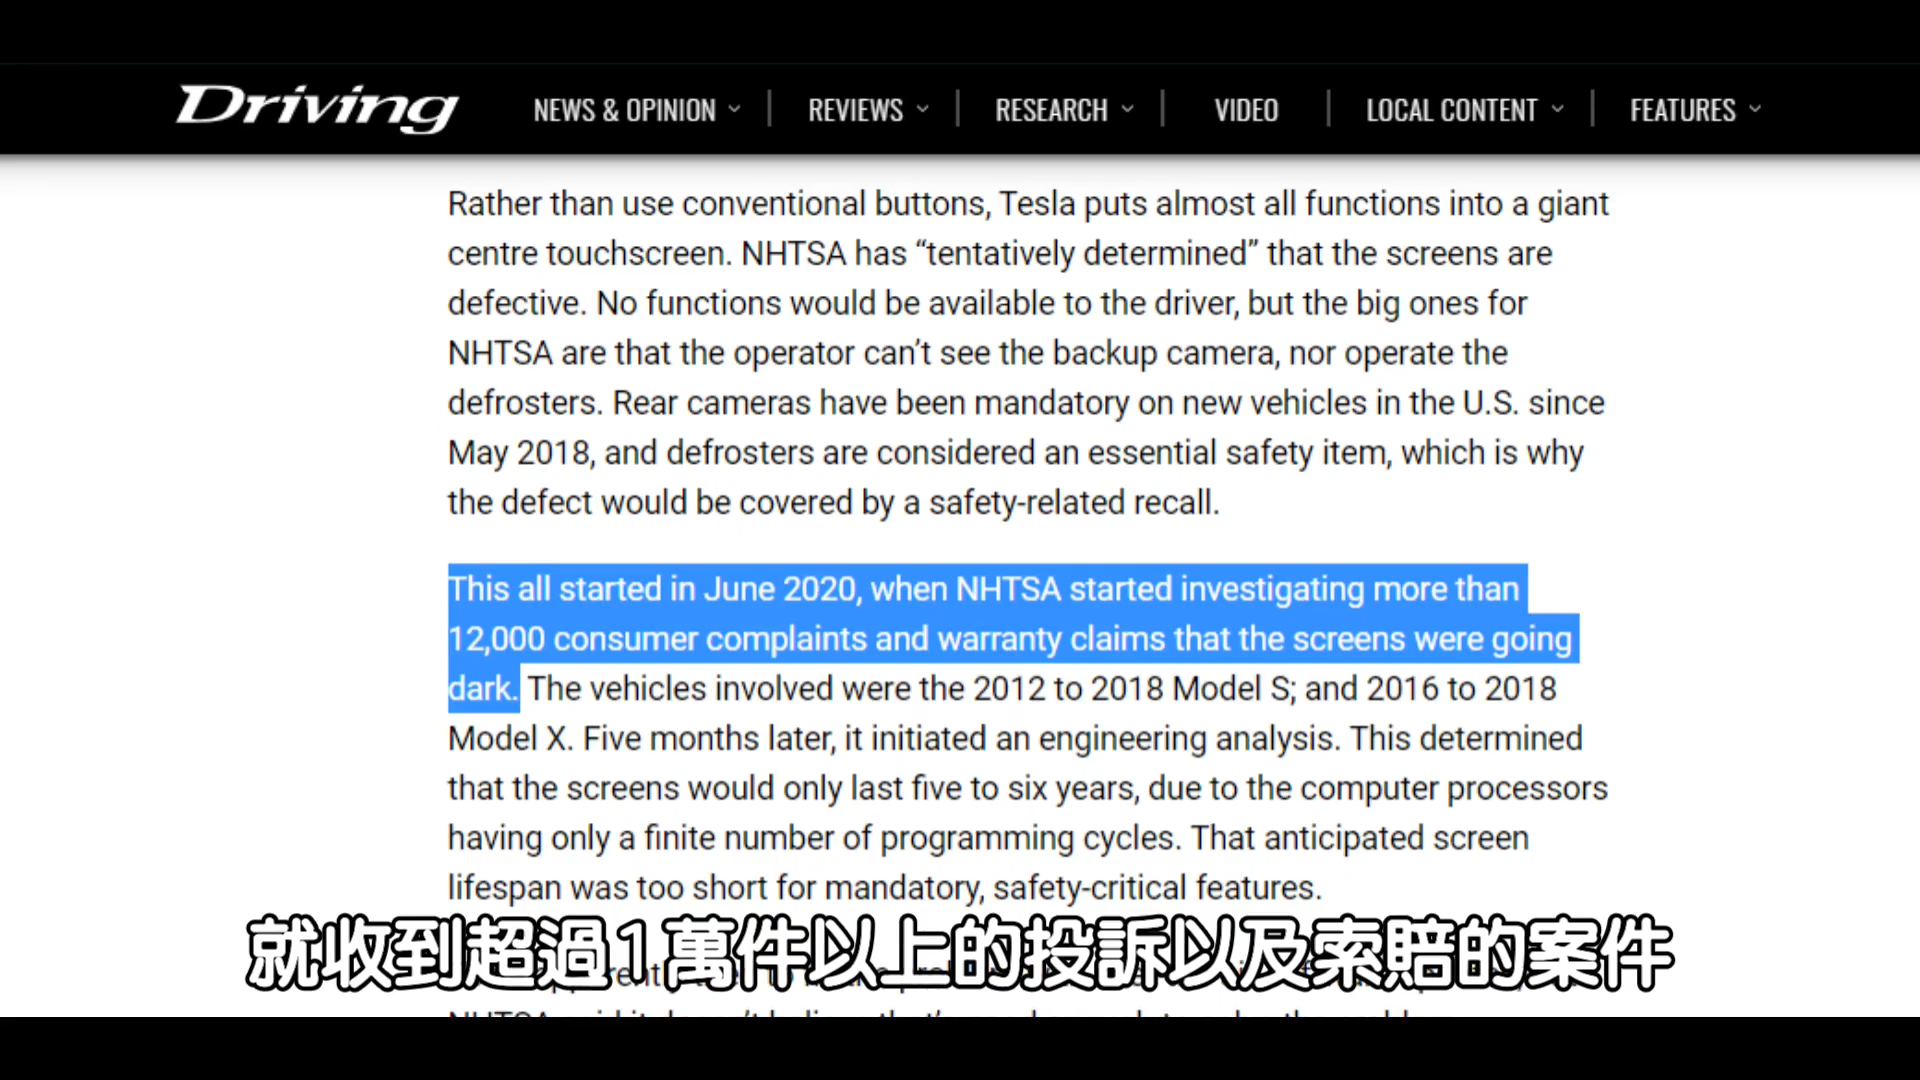 Driving
NEWS & OPINION
REVIEWS
RESEARCH
VIDEO
LOCAL CONTENT
FEATURES
Rather than use conventional buttons, Tesla puts almost all functions into a giant
centre touchscreen. NHTSA has “tentatively determined” that the screens are
defective. No functions would be available to the driver, but the big ones for
NHTSA are that the operator can’t see the backup camera, nor operate the
defrosters. Rear cameras have been mandatory on new vehicles in the U.S. since
May 2018, and defrosters are considered an essential safety item, which is why
the defect would be covered by a safety-related recall.
This all started in June 2020, when NHTSA started investigating more than
12,000 consumer complaints and warranty claims that the screens were going
dark. The vehicles involved were the 2012 to 2018 Model S; and 2016 to 2018
Model X. Five months later, it initiated an engineering analysis. This determined
that the screens would only last five to six years, due to the computer processors
having only a finite number of programming cycles. That anticipated screen
lifespan was too short for mandatory, safety-critical features.
就收到超過1萬件以上的投訴以及索賠的案件